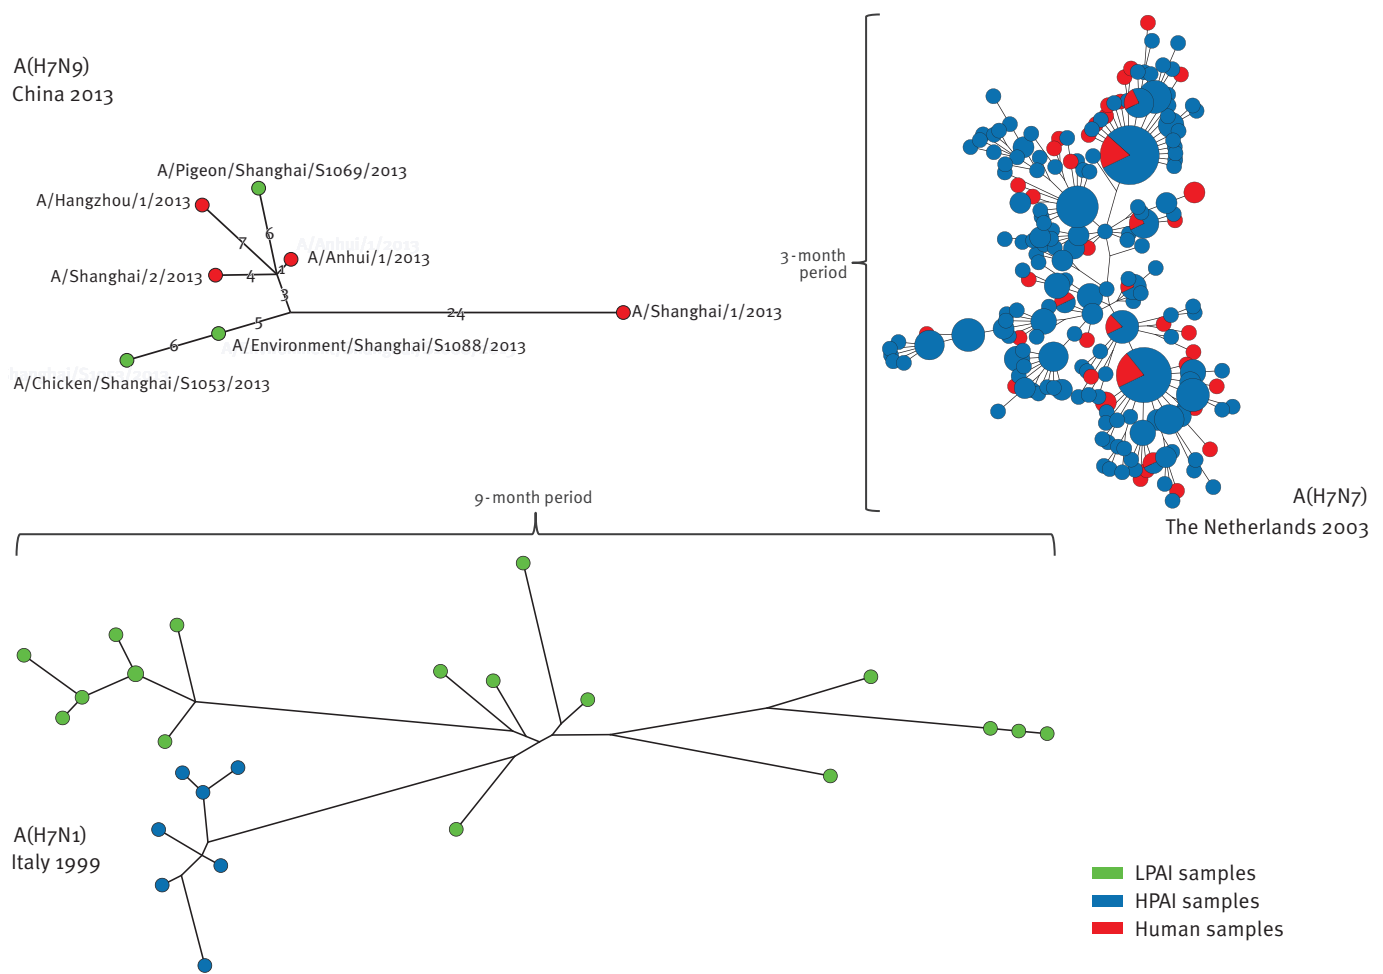 A(H7N9)
China 2013
A/Pigeon/Shanghai/S1069/2013
A/Hangzhou/1/2013
A/Anhui/1/2013
A/Shanghai/2/2013
A/Shanghai/1/2013
A/Environment/Shanghai/S1088/2013
A/Chicken/Shanghai/S1053/2013
7
6
1
4
3
24
5
6
3-month
period
A(H7N7)
The Netherlands 2003
9-month period
A(H7N1)
Italy 1999
LPAI samples
HPAI samples
Human samples